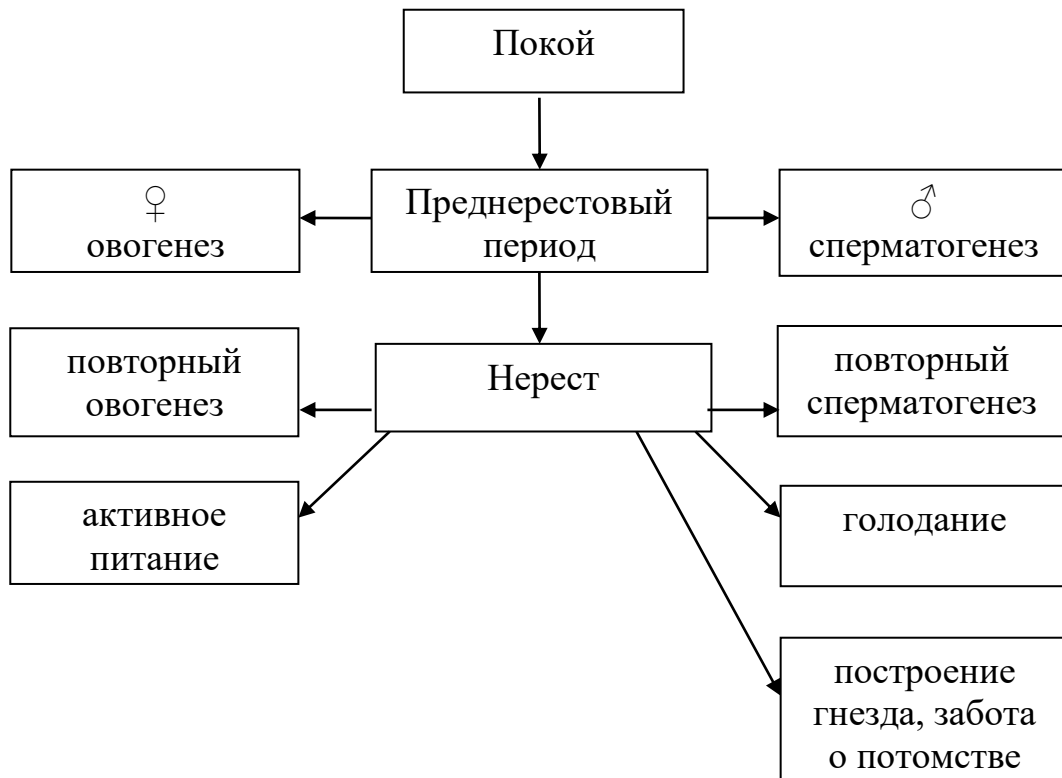 Покой
♀
овогенез
Преднерестовый
период
♂
сперматогенез
повторный
овогенез
Нерест
повторный
сперматогенез
активное
питание
голодание
построение
гнезда, забота
о потомстве